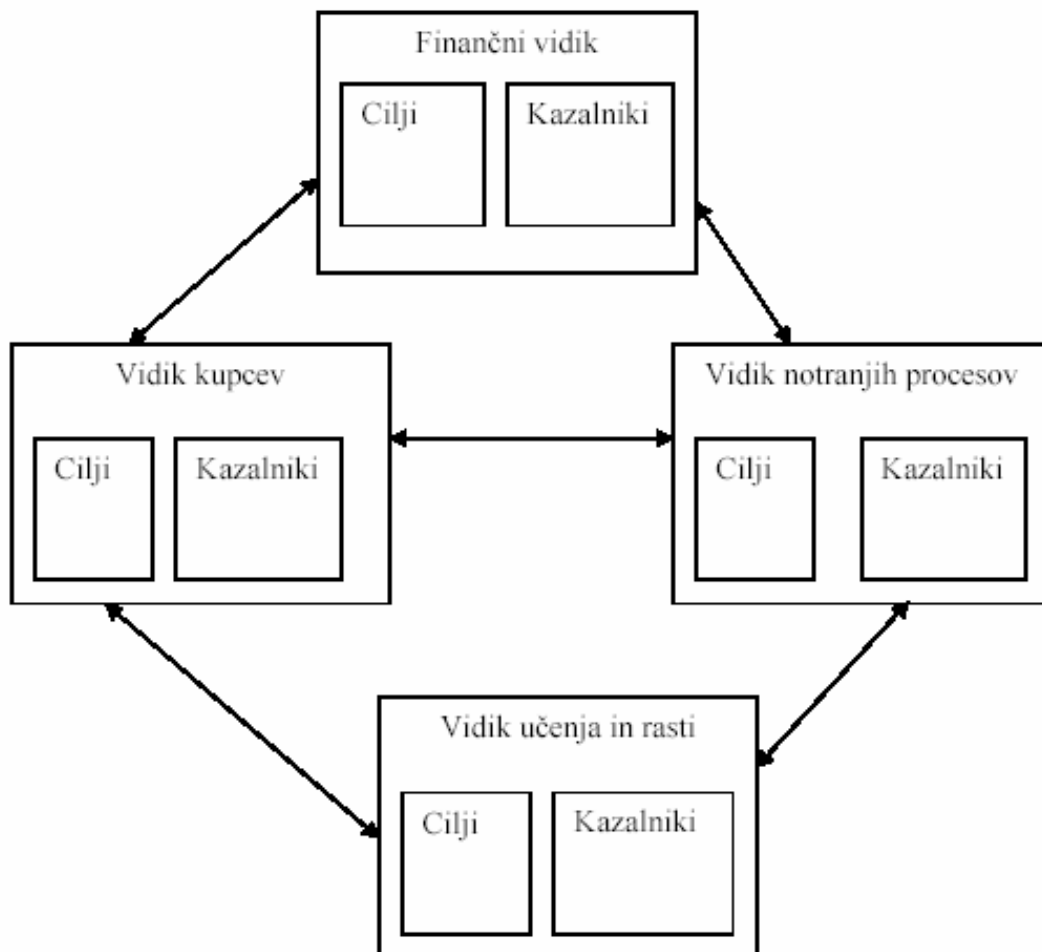 Finančni vidik
Cilji
Kazalniki
Vidik kupcev
Cilji
Kazalniki
Vidik notranjih procesov
Cilji
Kazalniki
Vidik učenja in rasti
Cilji
Kazalniki